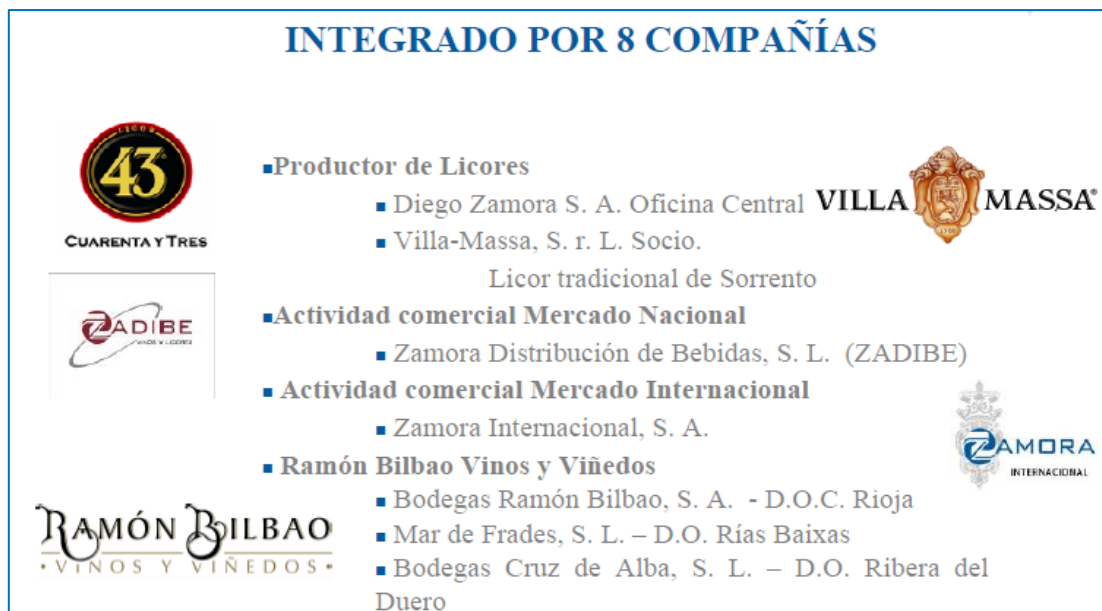 INTEGRADO POR 8 COMPAÑÍAS
LICOR
43
CUARENTA Y TRES
▪Productor de Licores
▪ Diego Zamora S. A. Oficina Central
▪ Villa-Massa, S. r. L. Socio.
Licor tradicional de Sorrento
VILLA MASSA®
ZADIBE
VINOS Y LICORES
▪Actividad comercial Mercado Nacional
▪ Zamora Distribución de Bebidas, S. L. (ZADIBE)
▪ Actividad comercial Mercado Internacional
▪ Zamora Internacional, S. A.
ZAMORA
INTERNACIONAL
▪ Ramón Bilbao Vinos y Viñedos
▪ Bodegas Ramón Bilbao, S. A. - D.O.C. Rioja
▪ Mar de Frades, S. L. – D.O. Rías Baixas
▪ Bodegas Cruz de Alba, S. L. – D.O. Ribera del
Duero
RAMÓN BILBAO
• VINOS Y VIÑEDOS •